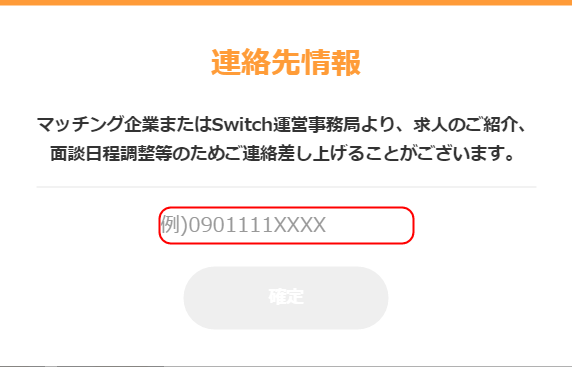 連絡先情報
マッチング企業またはSwitch運営事務局より、求人のご紹介、
面談日程調整等のためご連絡差し上げることがございます。
例)0901111XXXX
確定